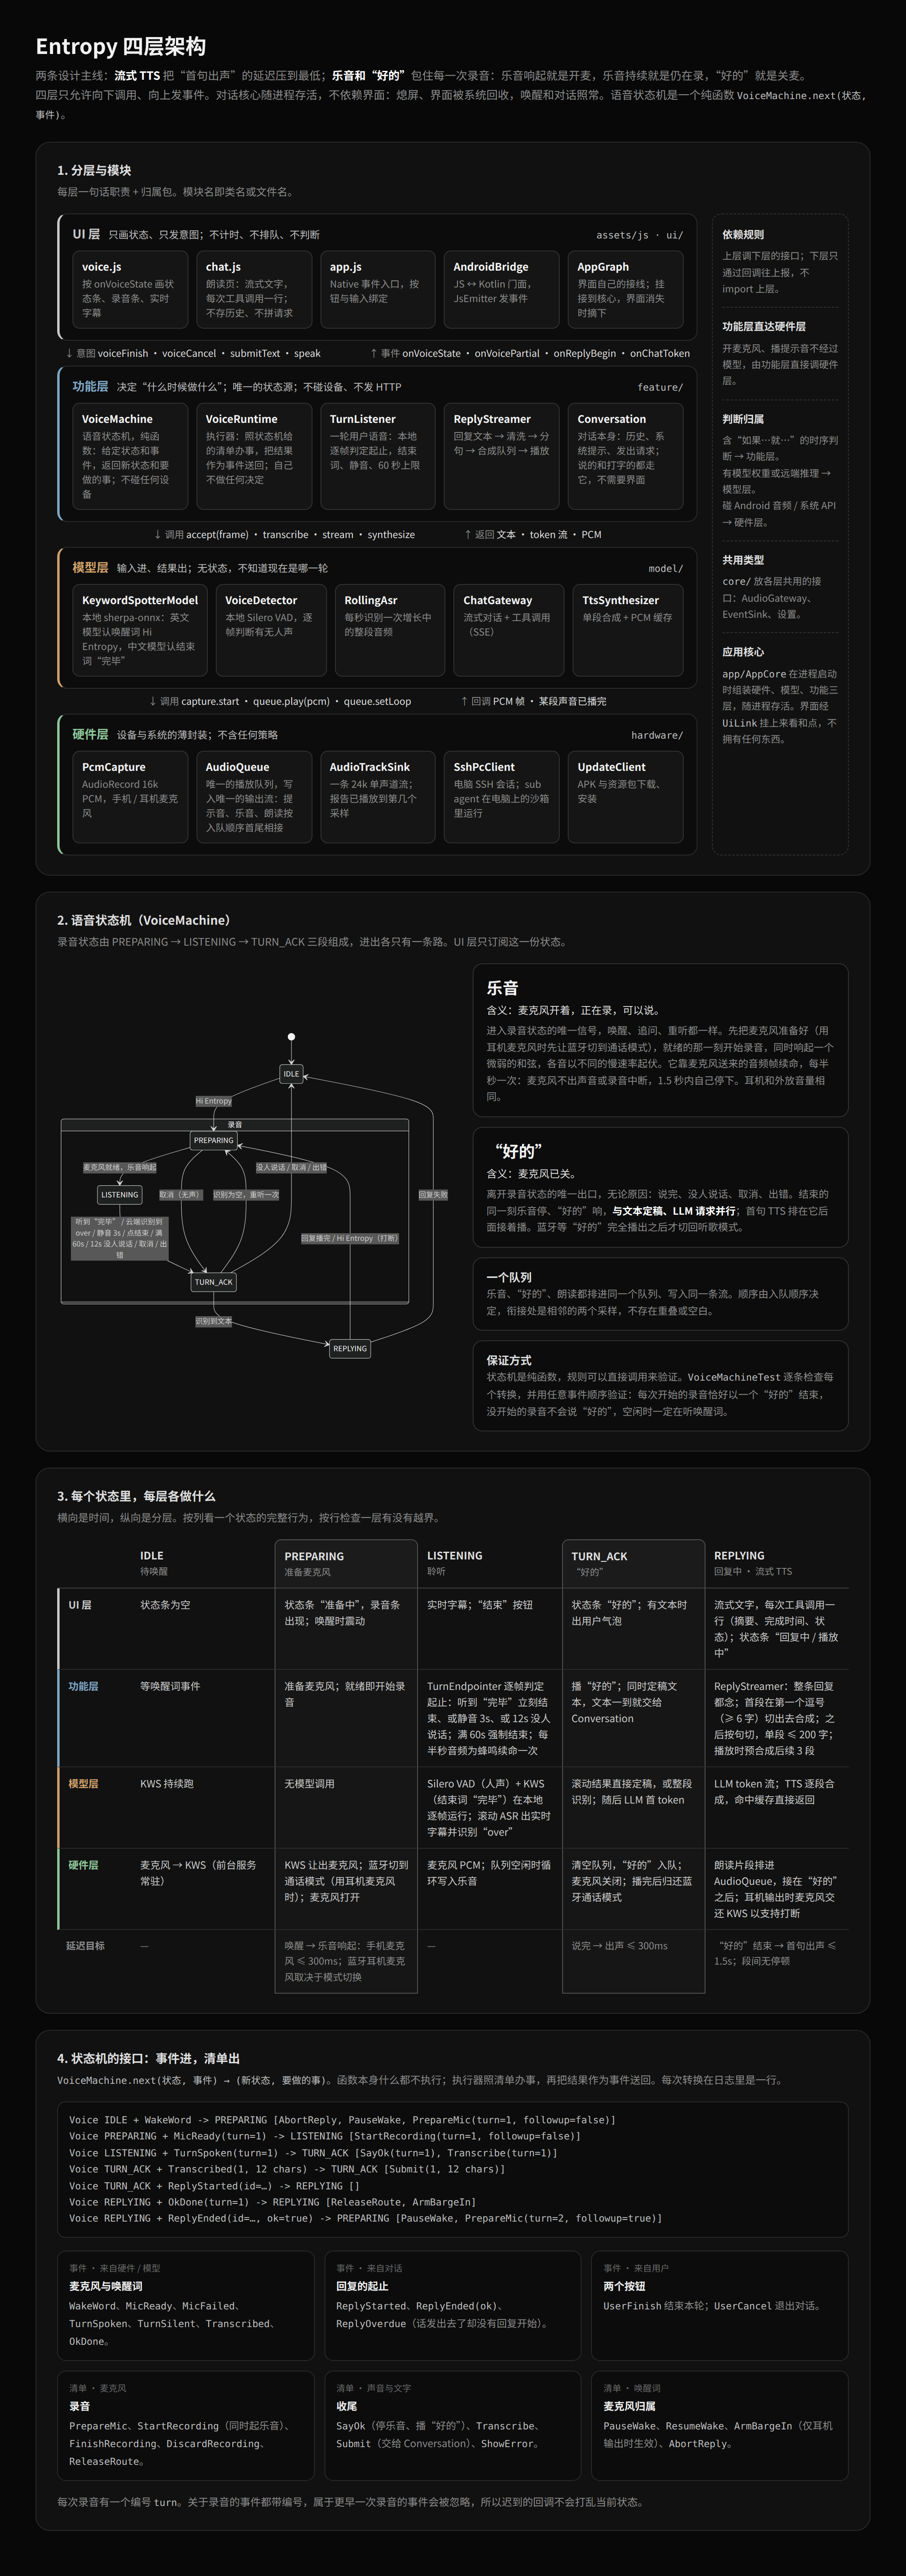 Entropy 四层架构
两条设计主线：流式 TTS 把“首句出声”的延迟压到最低；乐音和“好的”包住每一次录音：乐音响起就是开麦，乐音持续就是仍在录，“好的”就是关麦。
四层只允许向下调用、向上发事件。对话核心随进程存活，不依赖界面：熄屏、界面被系统回收，唤醒和对话照常。语音状态机是一个纯函数 VoiceMachine.next(状态,
事件)。
1. 分层与模块
每层一句话职责 + 归属包。模块名即类名或文件名。
UI 层 只画状态、只发意图；不计时、不排队、不判断 assets/js · ui/
voice.js
按 onVoiceState 画状
态条、录音条、实时
字幕
chat.js
朗读页：流式文字，
每次工具调用一行；
不存历史、不拼请求
app.js
Native 事件入口，按
钮与输入绑定
AndroidBridge
JS ↔ Kotlin 门面，
JsEmitter 发事件
AppGraph
界面自己的接线；挂
接到核心，界面消失
时摘下
↓ 意图 voiceFinish · voiceCancel · submitText · speak ↑ 事件 onVoiceState · onVoicePartial · onReplyBegin · onChatToken
功能层 决定“什么时候做什么”；唯一的状态源；不碰设备、不发 HTTP feature/
VoiceMachine
语音状态机，纯函
数：给定状态和事
件，返回新状态和要
做的事；不碰任何设
备
VoiceRuntime
执行器：照状态机给
的清单办事，把结果
作为事件送回；自己
不做任何决定
TurnListener
一轮用户语音：本地
逐帧判定起止，结束
词、静音、60 秒上限
ReplyStreamer
回复文本 → 清洗 → 分
句 → 合成队列 → 播放
Conversation
对话本身：历史、系
统提示、发出请求；
说的和打字的都走
它，不需要界面
↓ 调用 accept(frame) · transcribe · stream · synthesize ↑ 返回 文本 · token 流 · PCM
模型层 输入进、结果出；无状态，不知道现在是哪一轮 model/
KeywordSpotterModel
本地 sherpa-onnx：英文
模型认唤醒词 Hi
Entropy，中文模型认结束
词“完毕”
VoiceDetector
本地 Silero VAD，逐
帧判断有无人声
RollingAsr
每秒识别一次增长中
的整段音频
ChatGateway
流式对话 + 工具调用
（SSE）
TtsSynthesizer
单段合成 + PCM 缓存
↓ 调用 capture.start · queue.play(pcm) · queue.setLoop ↑ 回调 PCM 帧 · 某段声音已播完
硬件层 设备与系统的薄封装；不含任何策略 hardware/
PcmCapture
AudioRecord 16k
PCM，手机 / 耳机麦克
风
AudioQueue
唯一的播放队列，写
入唯一的输出流：提
示音、乐音、朗读按
入队顺序首尾相接
AudioTrackSink
一条 24k 单声道流；
报告已播放到第几个
采样
SshPcClient
电脑 SSH 会话；sub
agent 在电脑上的沙箱
里运行
UpdateClient
APK 与资源包下载、
安装
依赖规则
上层调下层的接口；下层只
通过回调往上报，不
import 上层。
功能层直达硬件层
开麦克风、播提示音不经过
模型，由功能层直接调硬件
层。
判断归属
含“如果…就…”的时序判
断 → 功能层。
有模型权重或远端推理 →
模型层。
碰 Android 音频 / 系统 API
→ 硬件层。
共用类型
core/ 放各层共用的接
口：AudioGateway、
EventSink、设置。
应用核心
app/AppCore 在进程启动
时组装硬件、模型、功能三
层，随进程存活。界面经
UiLink 挂上来看和点，不
拥有任何东西。
2. 语音状态机（VoiceMachine）
录音状态由 PREPARING → LISTENING → TURN_ACK 三段组成，进出各只有一条路。UI 层只订阅这一份状态。
IDLE
Hi Entropy
录音
PREPARING
麦克风就绪，乐音响起
没人说话 / 取消 / 出错
LISTENING
取消（无声）
识别为空，重听一次
回复失败
听到“完毕” / 云端识别到
over / 静音 3s / 点结束 / 满
60s / 12s 没人说话 / 取消 / 出
错
回复播完 / Hi Entropy（打断）
TURN_ACK
识别到文本
REPLYING
乐音
含义：麦克风开着，正在录，可以说。
进入录音状态的唯一信号，唤醒、追问、重听都一样。先把麦克风准备好（用
耳机麦克风时先让蓝牙切到通话模式），就绪的那一刻开始录音，同时响起一个
微弱的和弦，各音以不同的慢速率起伏。它靠麦克风送来的音频帧续命，每半
秒一次：麦克风不出声音或录音中断，1.5 秒内自己停下。耳机和外放音量相
同。
“好的”
含义：麦克风已关。
离开录音状态的唯一出口，无论原因：说完、没人说话、取消、出错。结束的
同一刻乐音停、“好的”响，与文本定稿、LLM 请求并行；首句 TTS 排在它后
面接着播。蓝牙等“好的”完全播出之后才切回听歌模式。
一个队列
乐音、“好的”、朗读都排进同一个队列、写入同一条流。顺序由入队顺序决
定，衔接处是相邻的两个采样，不存在重叠或空白。
保证方式
状态机是纯函数，规则可以直接调用来验证。VoiceMachineTest 逐条检查每
个转换，并用任意事件顺序验证：每次开始的录音恰好以一个“好的”结束，
没开始的录音不会说“好的”，空闲时一定在听唤醒词。
3. 每个状态里，每层各做什么
横向是时间，纵向是分层。按列看一个状态的完整行为，按行检查一层有没有越界。
IDLE
待唤醒
PREPARING
准备麦克风
LISTENING
聆听
TURN_ACK
“好的”
REPLYING
回复中 · 流式 TTS
UI 层
状态条为空
状态条“准备中”，录音条
出现；唤醒时震动
实时字幕；“结束”按钮
状态条“好的”；有文本时
出用户气泡
流式文字，每次工具调用一
行（摘要、完成时间、状
态）；状态条“回复中 / 播放
中”
功能层
等唤醒词事件
准备麦克风；就绪即开始录
音
TurnEndpointer 逐帧判定
起止：听到“完毕”立刻结
束、或静音 3s、或 12s 没人
说话；满 60s 强制结束；每
半秒音频为蜂鸣续命一次
播“好的”；同时定稿文
本，文本一到就交给
Conversation
ReplyStreamer：整条回复
都念；首段在第一个逗号
（≥ 6 字）切出去合成；之
后按句切，单段 ≤ 200 字；
播放时预合成后续 3 段
模型层
KWS 持续跑
无模型调用
Silero VAD（人声）+ KWS
（结束词“完毕”）在本地
逐帧运行；滚动 ASR 出实时
字幕并识别“over”
滚动结果直接定稿，或整段
识别；随后 LLM 首 token
LLM token 流；TTS 逐段合
成，命中缓存直接返回
硬件层
麦克风 → KWS（前台服务
常驻）
KWS 让出麦克风；蓝牙切到
通话模式（用耳机麦克风
时）；麦克风打开
麦克风 PCM；队列空闲时循
环写入乐音
清空队列，“好的”入队；
麦克风关闭；播完后归还蓝
牙通话模式
朗读片段排进
AudioQueue，接在“好的”
之后；耳机输出时麦克风交
还 KWS 以支持打断
延迟目标
—
唤醒 → 乐音响起：手机麦克
风 ≤ 300ms；蓝牙耳机麦克
风取决于模式切换
—
说完 → 出声 ≤ 300ms
“好的”结束 → 首句出声 ≤
1.5s；段间无停顿
4. 状态机的接口：事件进，清单出
VoiceMachine.next(状态, 事件) → (新状态, 要做的事)。函数本身什么都不执行；执行器照清单办事，再把结果作为事件送回。每次转换在日志里是一行。
Voice IDLE + WakeWord -> PREPARING [AbortReply, PauseWake, PrepareMic(turn=1, followup=false)]
Voice PREPARING + MicReady(turn=1) -> LISTENING [StartRecording(turn=1, followup=false)]
Voice LISTENING + TurnSpoken(turn=1) -> TURN_ACK [SayOk(turn=1), Transcribe(turn=1)]
Voice TURN_ACK + Transcribed(1, 12 chars) -> TURN_ACK [Submit(1, 12 chars)]
Voice TURN_ACK + ReplyStarted(id=…) -> REPLYING []
Voice REPLYING + OkDone(turn=1) -> REPLYING [ReleaseRoute, ArmBargeIn]
Voice REPLYING + ReplyEnded(id=…, ok=true) -> PREPARING [PauseWake, PrepareMic(turn=2, followup=true)]
事件 · 来自硬件 / 模型
麦克风与唤醒词
WakeWord、MicReady、MicFailed、
TurnSpoken、TurnSilent、Transcribed、
OkDone。
事件 · 来自对话
回复的起止
ReplyStarted、ReplyEnded(ok)、
ReplyOverdue（话发出去了却没有回复开始）。
事件 · 来自用户
两个按钮
UserFinish 结束本轮；UserCancel 退出对话。
清单 · 麦克风
录音
PrepareMic、StartRecording（同时起乐音）、
FinishRecording、DiscardRecording、
ReleaseRoute。
清单 · 声音与文字
收尾
SayOk（停乐音、播“好的”）、Transcribe、
Submit（交给 Conversation）、ShowError。
清单 · 唤醒词
麦克风归属
PauseWake、ResumeWake、ArmBargeIn（仅耳机
输出时生效）、AbortReply。
每次录音有一个编号 turn。关于录音的事件都带编号，属于更早一次录音的事件会被忽略，所以迟到的回调不会打乱当前状态。